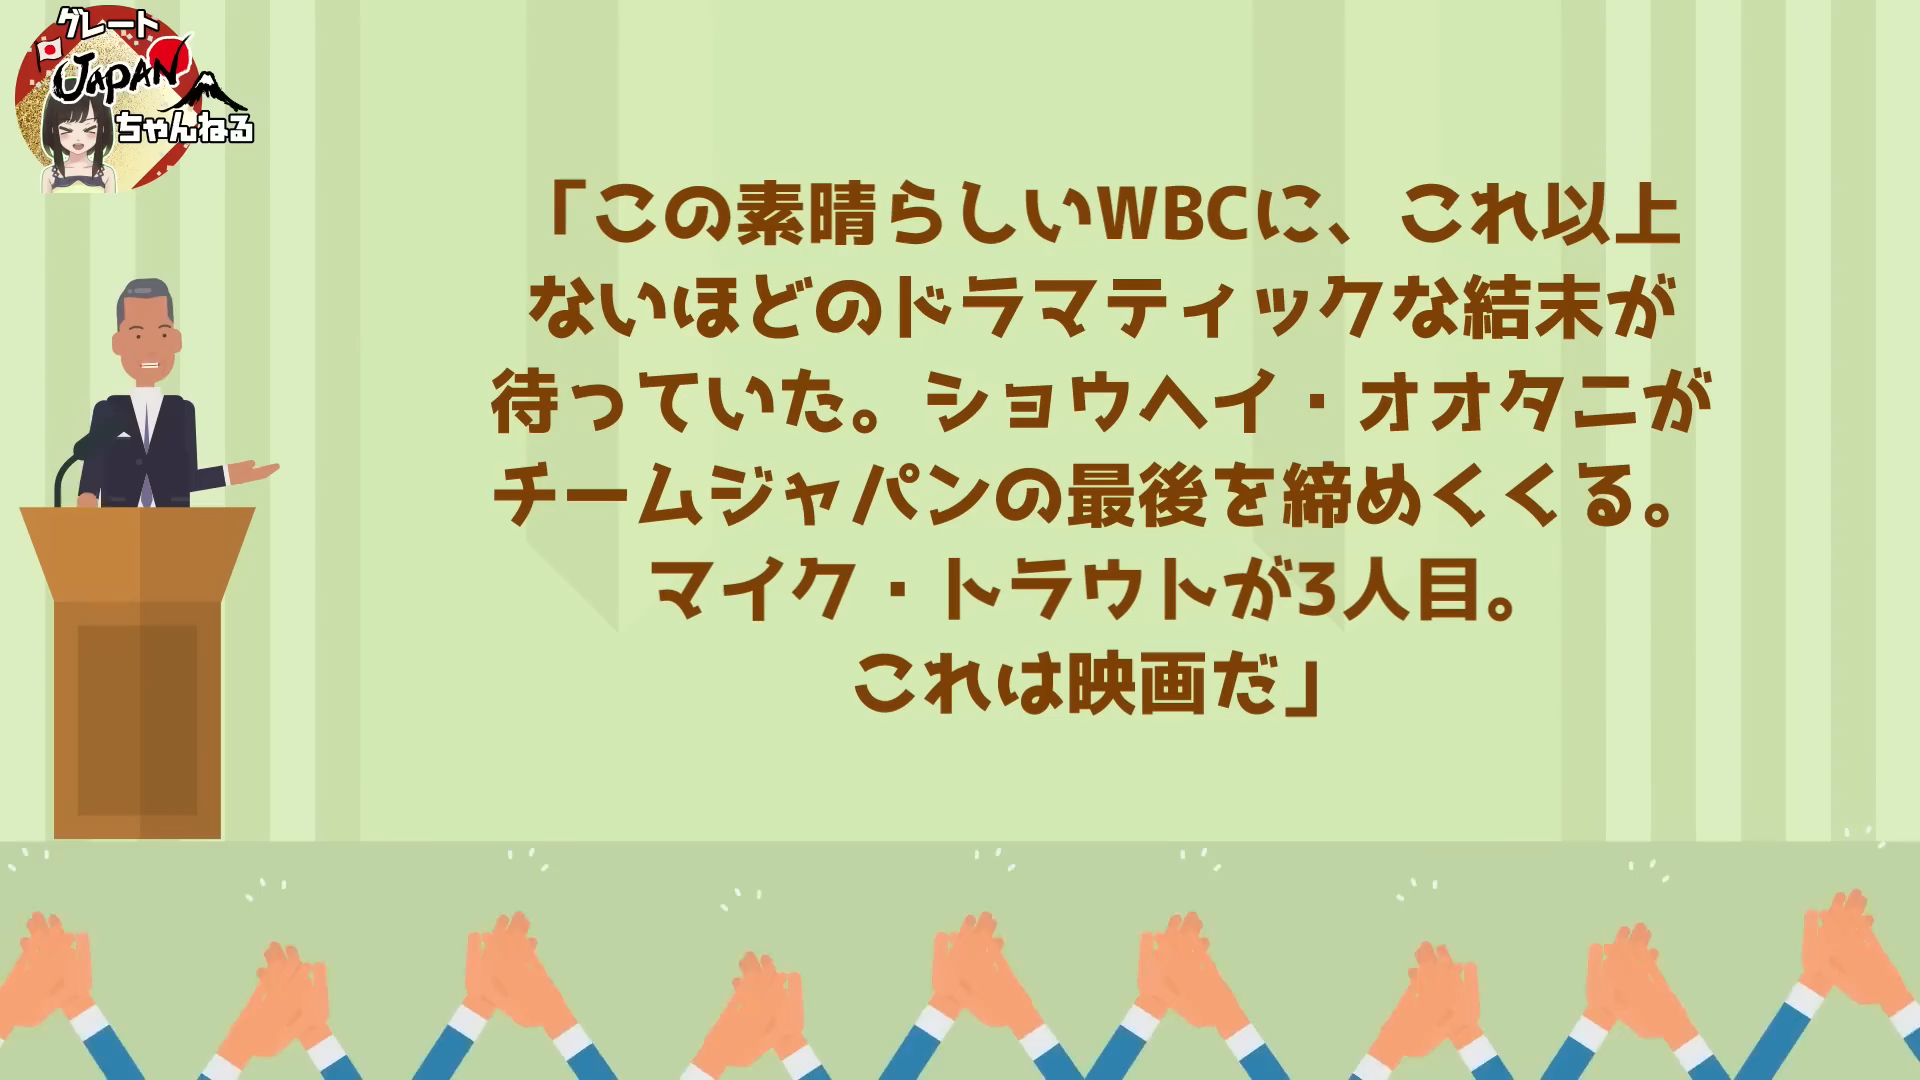 グレート
JAPAN
ちゃんねる
「この素晴らしいWBCに、これ以上
ないほどのドラマティックな結末が
待っていた。ショウヘイ・オオタニが
チームジャパンの最後を締めくくる。
マイク・トラウトが3人目。
これは映画だ」